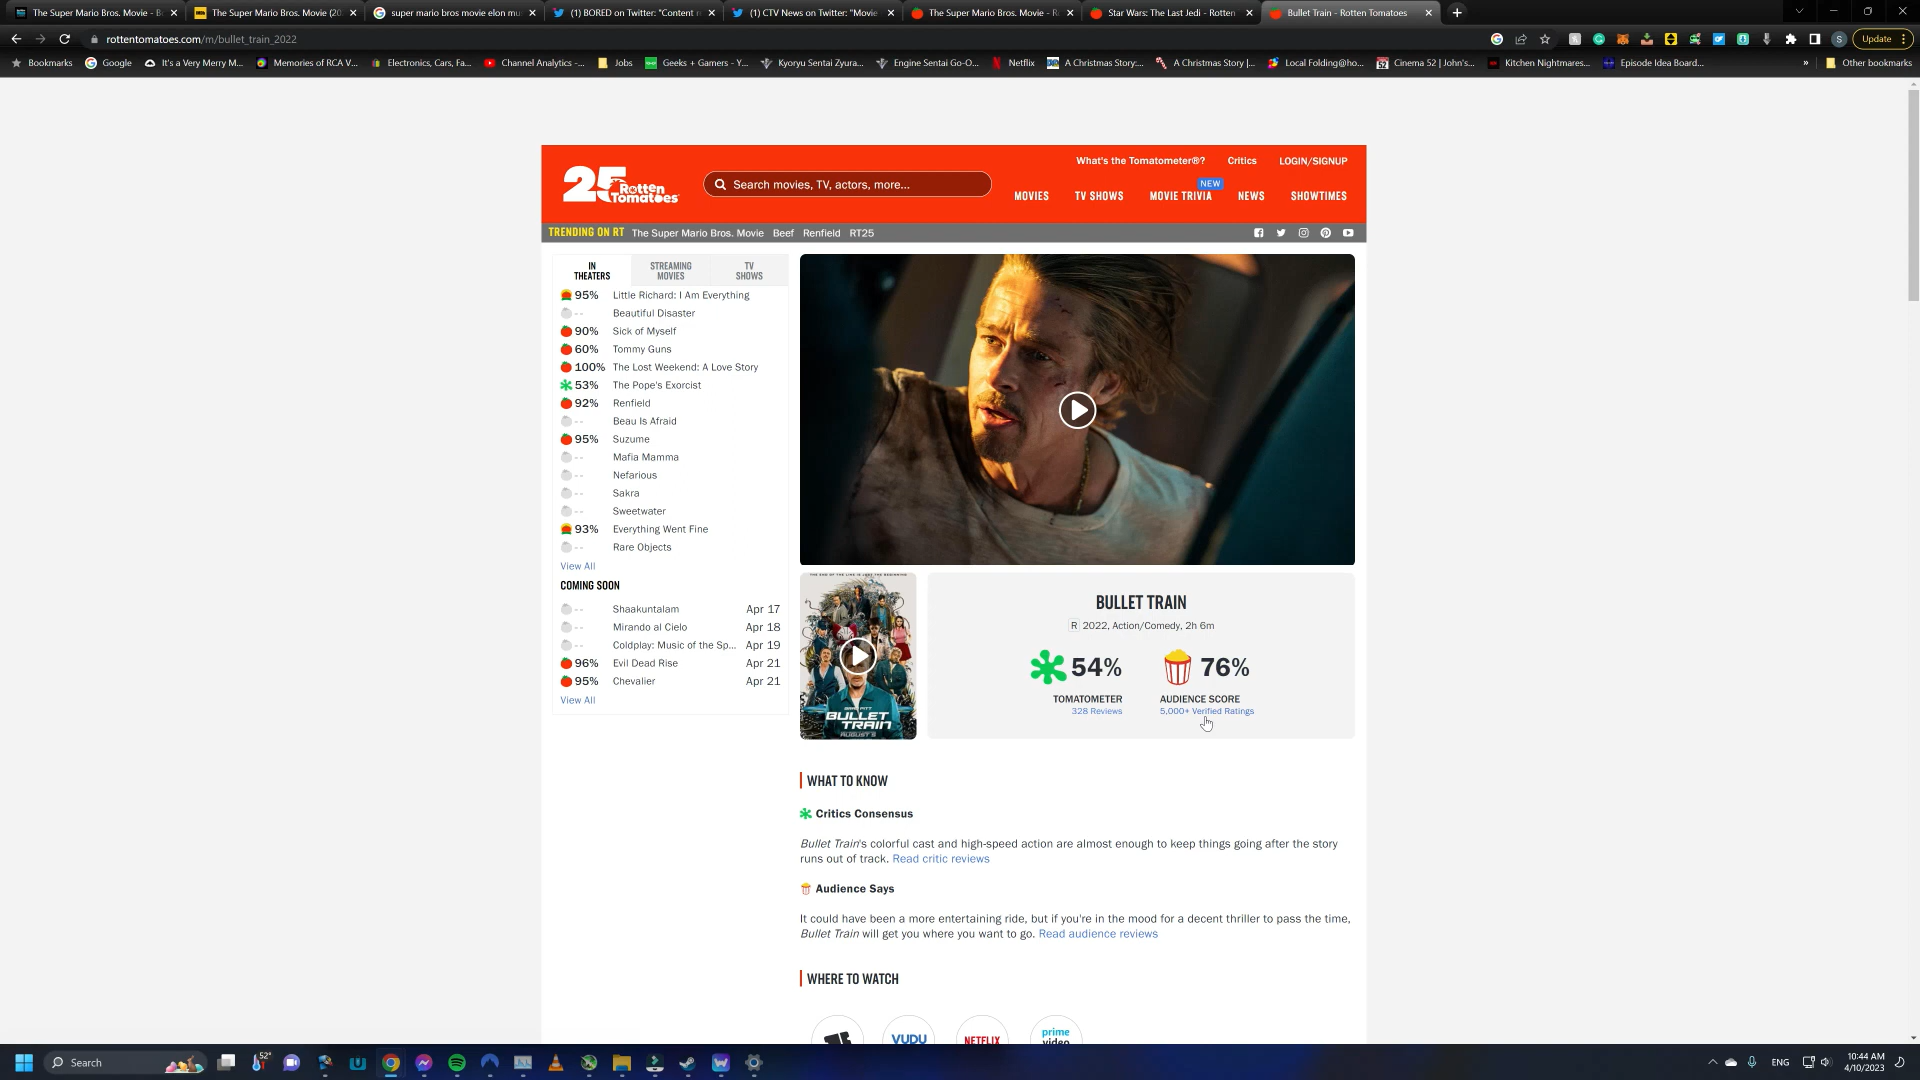 The Super Mario Bros. Movie - B
The Super Mario Bros. Movie (20
super mario bros movie elon mu
(1) BORED on Twitter: "Content
(1) CTV News on Twitter: "Movie
The Super Mario Bros. Movie - R
Star Wars: The Last Jedi - Rotten
Bullet Train - Rotten Tomatoes
rottentomatoes.com/m/bullet_train_2022
S
Update
Bookmarks
Google
It's a Very Merry M...
Memories of RCA V...
Electronics, Cars, Fa...
Channel Analytics -...
Jobs
Geeks + Gamers - Y...
Kyoryu Sentai Zyura...
Engine Sentai Go-O...
Netflix
A Christmas Story:...
A Christmas Story |...
Local Folding@ho...
Cinema 52 | John's...
Kitchen Nightmares...
Episode Idea Board...
»
Other bookmarks
What's the Tomatometer®?
Critics
LOGIN/SIGNUP
25 Rotten Tomatoes
Search movies, TV, actors, more...
NEW
MOVIES
TV SHOWS
MOVIE TRIVIA
NEWS
SHOWTIMES
TRENDING ON RT
The Super Mario Bros. Movie
Beef
Renfield
RT25
IN THEATERS
STREAMING MOVIES
TV SHOWS
95% Little Richard: I Am Everything
-- Beautiful Disaster
90% Sick of Myself
60% Tommy Guns
100% The Lost Weekend: A Love Story
53% The Pope's Exorcist
92% Renfield
-- Beau Is Afraid
95% Suzume
-- Mafia Mamma
-- Nefarious
-- Sakra
-- Sweetwater
93% Everything Went Fine
-- Rare Objects
View All
COMING SOON
-- Shaakuntalam Apr 17
-- Mirando al Cielo Apr 18
-- Coldplay: Music of the Sp... Apr 19
96% Evil Dead Rise Apr 21
95% Chevalier Apr 21
View All
THE END OF THE LINE IS JUST THE BEGINNING
BRAD PITT
BULLET
TRAIN
AUGUST 5
BULLET TRAIN
R 2022, Action/Comedy, 2h 6m
54%
76%
TOMATOMETER
AUDIENCE SCORE
328 Reviews
5,000+ Verified Ratings
WHAT TO KNOW
Critics Consensus
Bullet Train's colorful cast and high-speed action are almost enough to keep things going after the story
runs out of track. Read critic reviews
Audience Says
It could have been a more entertaining ride, but if you're in the mood for a decent thriller to pass the time,
Bullet Train will get you where you want to go. Read audience reviews
WHERE TO WATCH
VUDU
NETFLIX
prime
video
Search
52°
ENG
10:44 AM
4/10/2023